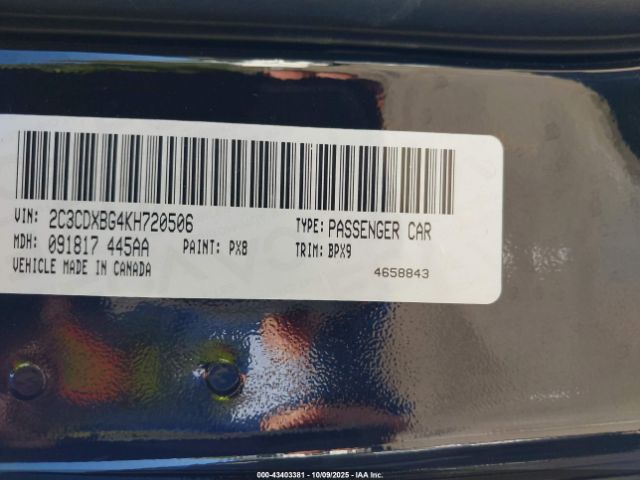 VIN: 2C3CDXBG4KH720506 TYPE: PASSENGER CAR
MDH: 091817 445AA PAINT: PX8 TRIM: BPX9
VEHICLE MADE IN CANADA
4658843
000-43403381 | 10/09/2025 | IAA Inc.